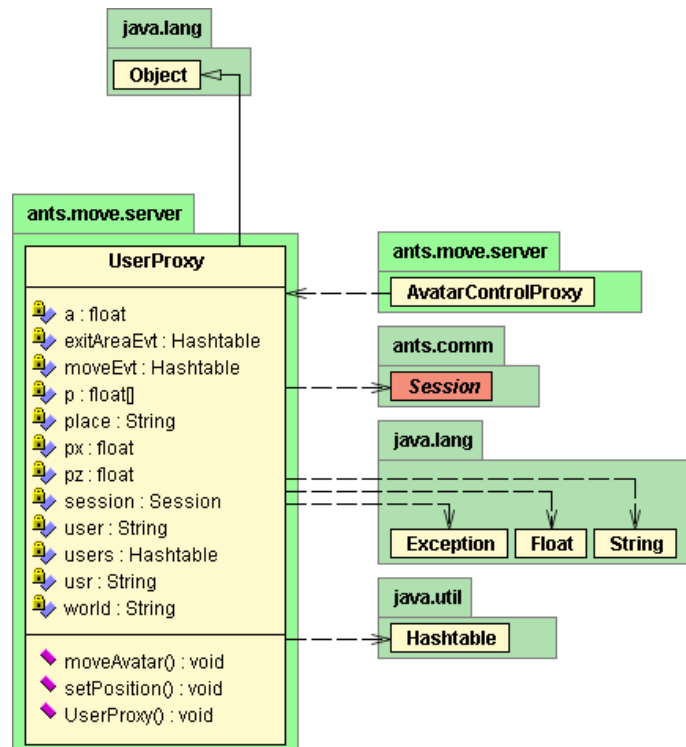 java.lang
Object
ants.move.server
UserProxy
a : float
exitAreaEvt : Hashtable
moveEvt : Hashtable
p : float[]
place : String
px : float
pz : float
session : Session
user : String
users : Hashtable
usr : String
world : String
moveAvatar() : void
setPosition() : void
UserProxy() : void
ants.move.server
AvatarControlProxy
ants.comm
Session
java.lang
Exception Float String
java.util
Hashtable